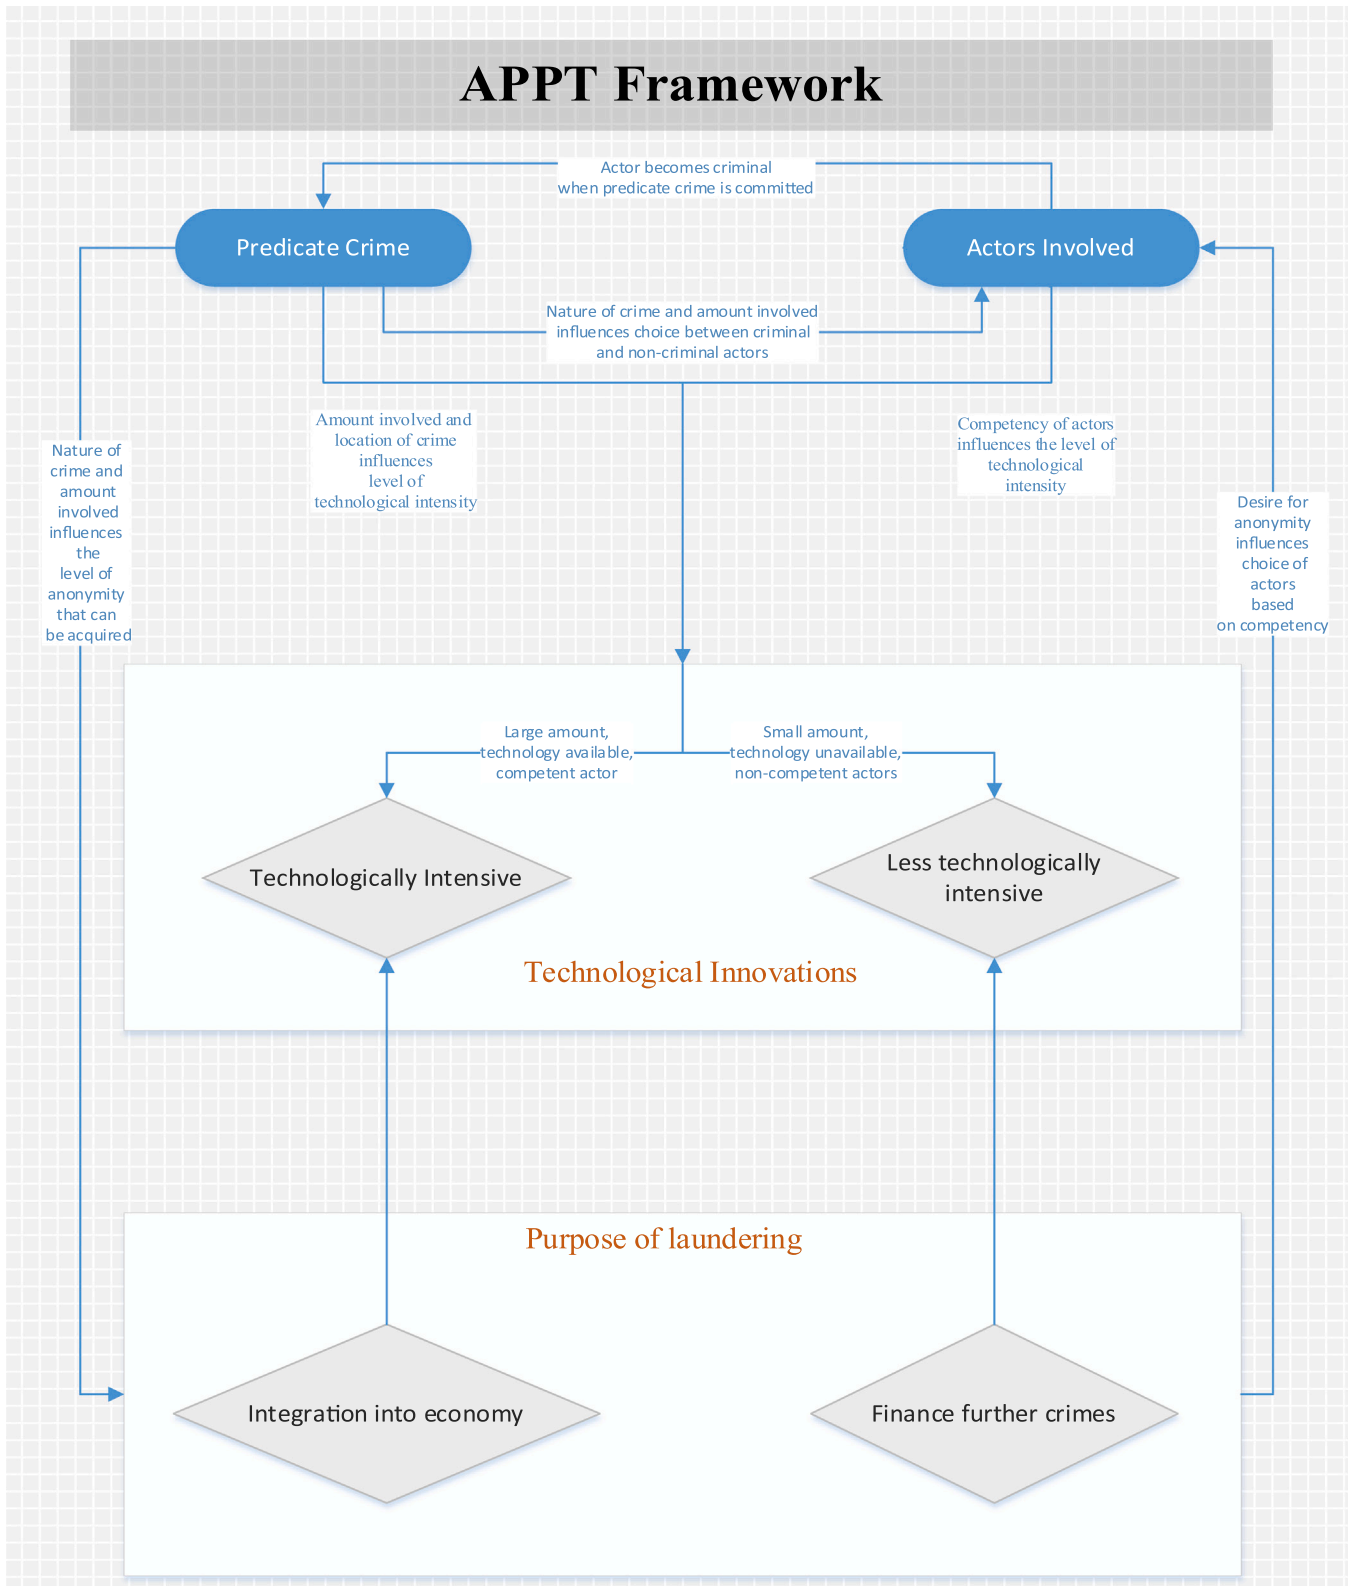 APPT Framework
Actor becomes criminal
when predicate crime is committed
Predicate Crime
Actors Involved
Nature of crime and amount involved
influences choice between criminal
and non-criminal actors
Amount involved and
location of crime
influences
level of
technological intensity
Competency of actors
influences the level of
technological
intensity
Nature of
crime and
amount
involved
influences
the
level of
anonymity
that can
be acquired
Desire for
anonymity
influences
choice of
actors
based
on competency
Large amount,
technology available,
competent actor
Small amount,
technology unavailable,
non-competent actors
Technologically Intensive
Less technologically
intensive
Technological Innovations
Purpose of laundering
Integration into economy
Finance further crimes